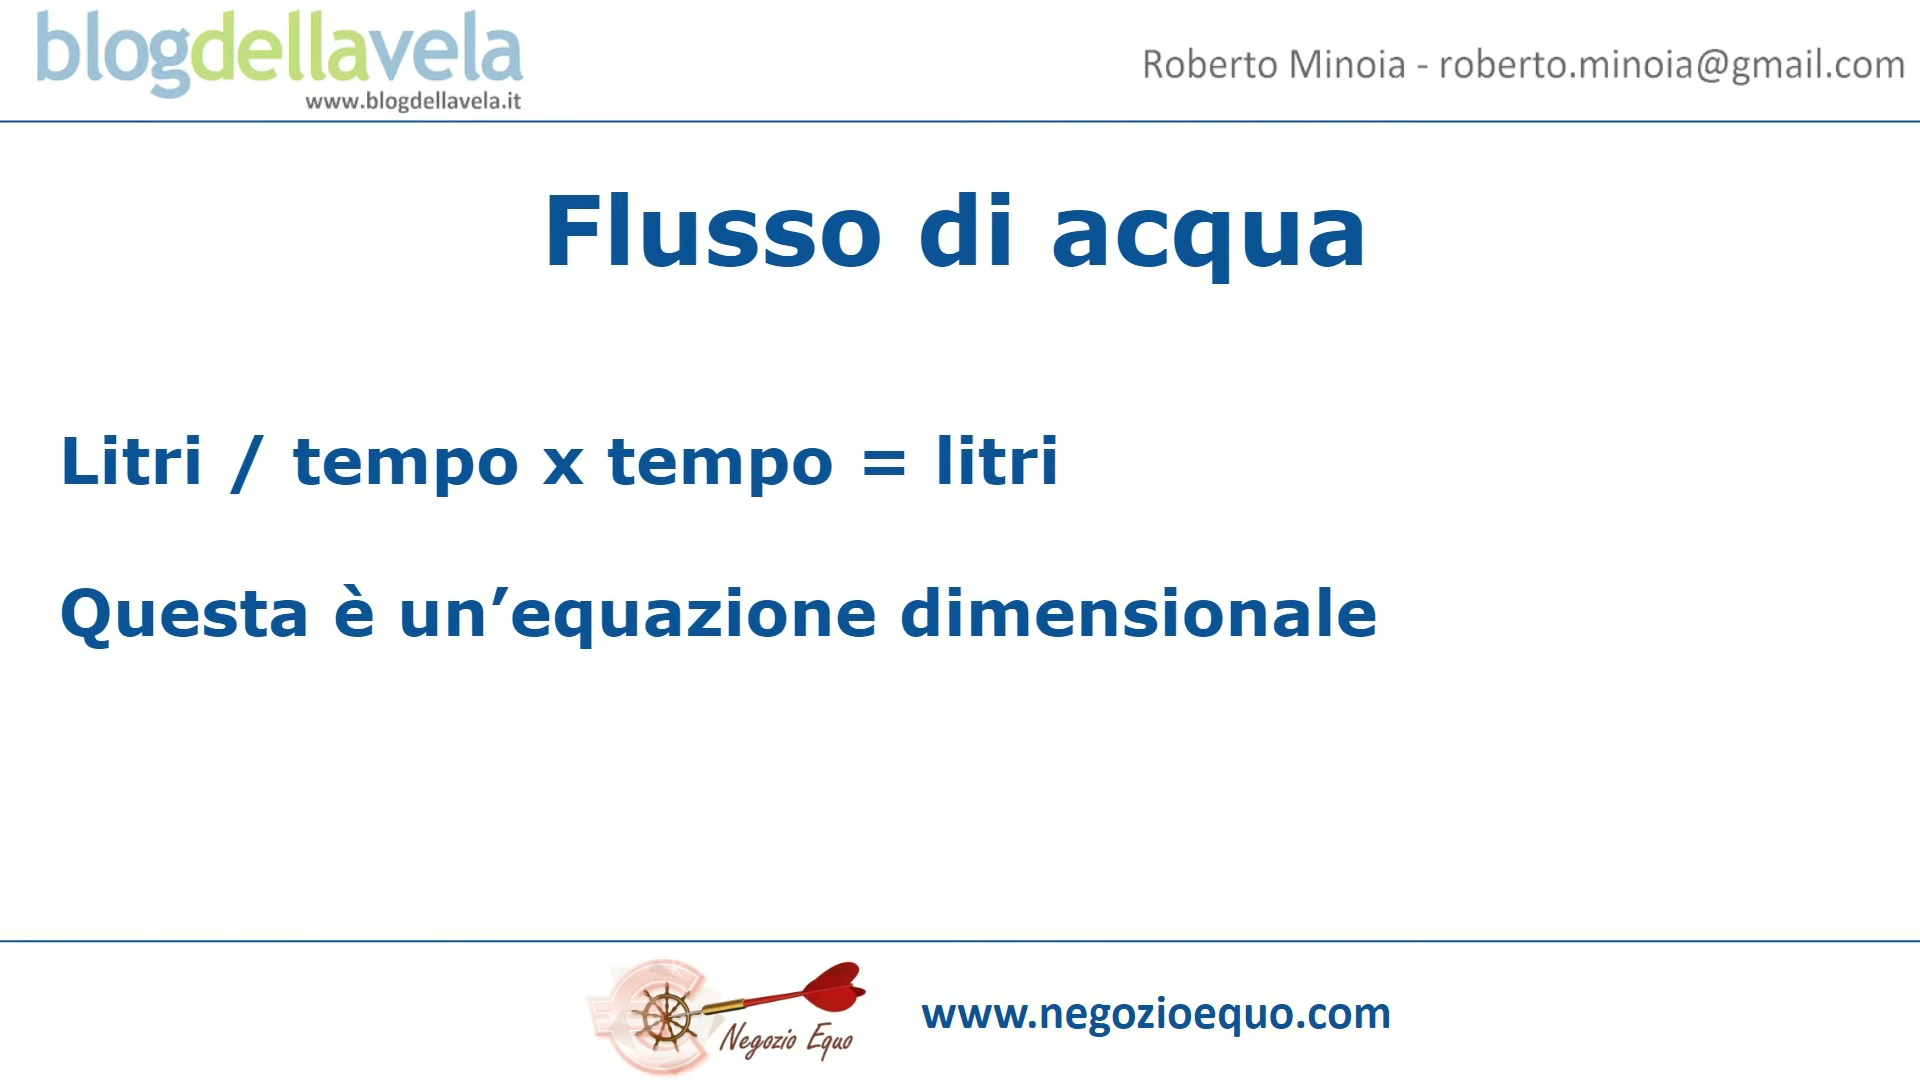 blogdellavela
www.blogdellavela.it
Roberto Minoia - roberto.minoia@gmail.com
Flusso di acqua
Litri / tempo x tempo = litri
Questa è un’equazione dimensionale
Negozio Equo
www.negozioequo.com